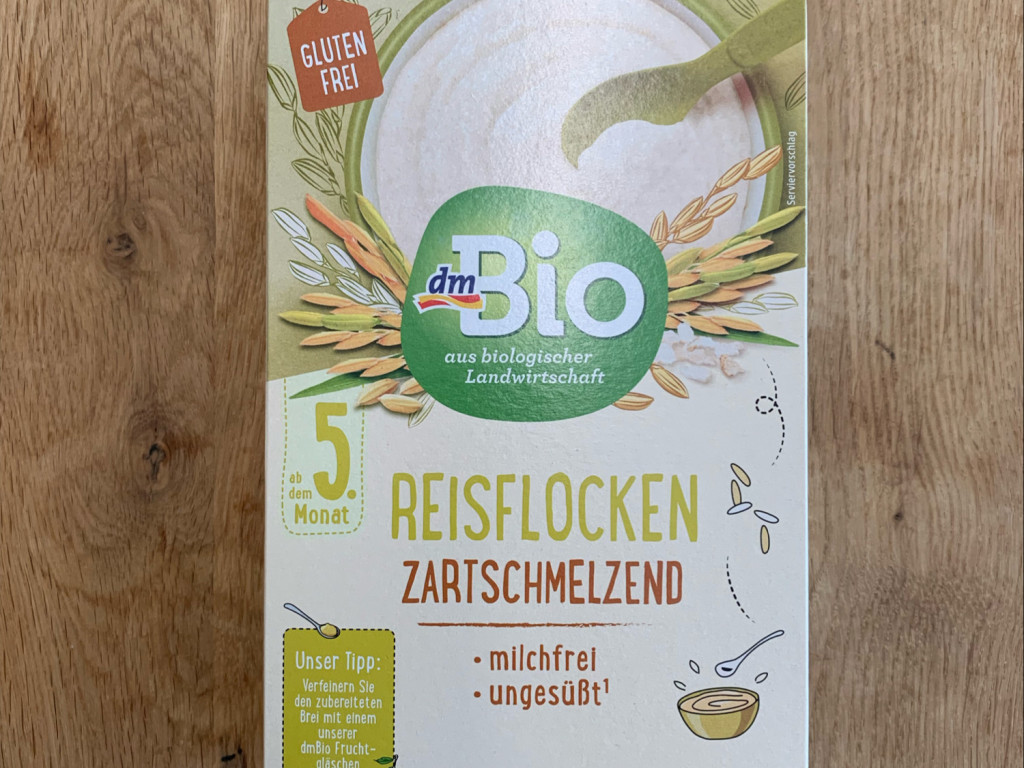 GLUTEN
FREI
Serviervorschlag
dm
Bio
aus biologischer
Landwirtschaft
ab
dem
5.
Monat
REISFLOCKEN
ZARTSCHMELZEND
• milchfrei
• ungesüßt¹
Unser Tipp:
Verfeinern Sie
den zubereiteten
Brei mit einem
unserer
dmBio Frucht-
gläschen